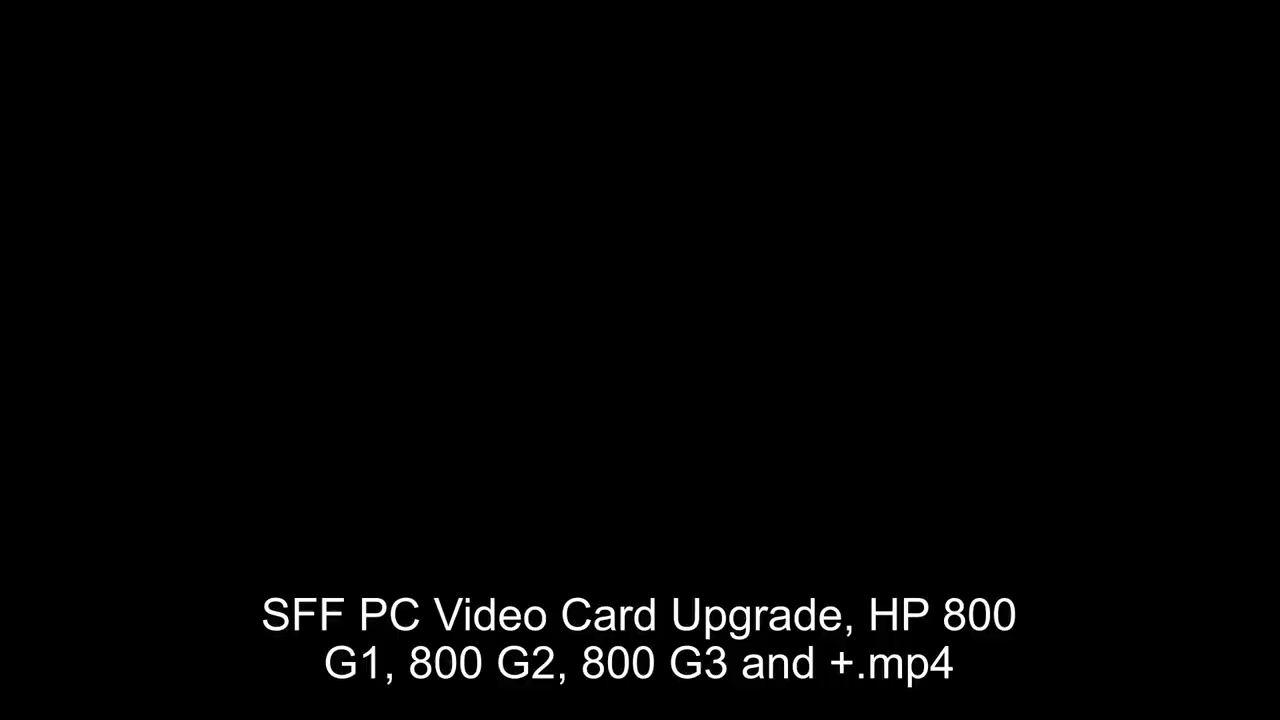 SFF PC Video Card Upgrade, HP 800
G1, 800 G2, 800 G3 and +.mp4